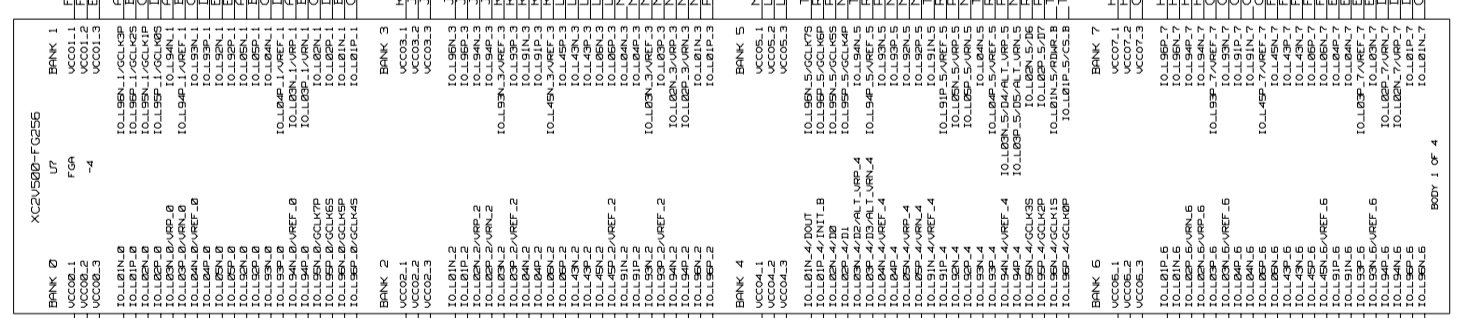 XC2V500-FG256
U7
FGA
-4
BANK 0
VCCO0_1
VCCO0_2
VCCO0_3
IO_L01N_0
IO_L01P_0
IO_L02N_0
IO_L02P_0
IO_L03N_0/VRP_0
IO_L03P_0/VRN_0
IO_L04N_0/VREF_0
IO_L04P_0
IO_L05N_0
IO_L05P_0
IO_L92N_0
IO_L92P_0
IO_L93N_0
IO_L93P_0
IO_L94N_0/VREF_0
IO_L94P_0
IO_L95N_0/GCLK7P
IO_L95P_0/GCLK6S
IO_L96N_0/GCLK5P
IO_L96P_0/GCLK4S
BANK 1
VCCO1_1
VCCO1_2
VCCO1_3
IO_L96N_1/GCLK3P
IO_L96P_1/GCLK2S
IO_L95N_1/GCLK1P
IO_L95P_1/GCLK0S
IO_L94N_1
IO_L94P_1/VREF_1
IO_L93N_1
IO_L93P_1
IO_L92N_1
IO_L92P_1
IO_L05N_1
IO_L05P_1
IO_L04N_1
IO_L04P_1/VREF_1
IO_L03N_1/VRP_1
IO_L03P_1/VRN_1
IO_L02N_1
IO_L02P_1
IO_L01N_1
IO_L01P_1
BANK 2
VCCO2_1
VCCO2_2
VCCO2_3
IO_L01N_2
IO_L01P_2
IO_L02N_2/VRP_2
IO_L02P_2/VRN_2
IO_L03N_2
IO_L03P_2/VREF_2
IO_L04N_2
IO_L04P_2
IO_L06N_2
IO_L06P_2
IO_L43N_2
IO_L43P_2
IO_L45N_2
IO_L45P_2/VREF_2
IO_L91N_2
IO_L91P_2
IO_L93N_2
IO_L93P_2/VREF_2
IO_L94N_2
IO_L94P_2
IO_L96N_2
IO_L96P_2
BANK 3
VCCO3_1
VCCO3_2
VCCO3_3
IO_L96N_3
IO_L96P_3
IO_L94N_3
IO_L94P_3
IO_L93N_3/VREF_3
IO_L93P_3
IO_L91N_3
IO_L91P_3
IO_L45N_3/VREF_3
IO_L45P_3
IO_L43N_3
IO_L43P_3
IO_L06N_3
IO_L06P_3
IO_L04N_3
IO_L04P_3
IO_L03N_3/VREF_3
IO_L03P_3
IO_L02N_3/VRP_3
IO_L02P_3/VRN_3
IO_L01N_3
IO_L01P_3
BANK 4
VCCO4_1
VCCO4_2
VCCO4_3
IO_L01N_4/DOUT
IO_L01P_4/INIT_B
IO_L02N_4/D0
IO_L02P_4/D1
IO_L03N_4/D2/ALT_VRP_4
IO_L03P_4/D3/ALT_VRN_4
IO_L04N_4/VREF_4
IO_L04P_4
IO_L05N_4/VRP_4
IO_L05P_4/VRN_4
IO_L91N_4/VREF_4
IO_L91P_4
IO_L92N_4
IO_L92P_4
IO_L93N_4
IO_L93P_4
IO_L94N_4/VREF_4
IO_L94P_4
IO_L95N_4/GCLK3S
IO_L95P_4/GCLK2P
IO_L96N_4/GCLK1S
IO_L96P_4/GCLK0P
BANK 5
VCCO5_1
VCCO5_2
VCCO5_3
IO_L96N_5/GCLK7S
IO_L96P_5/GCLK6P
IO_L95N_5/GCLK5S
IO_L95P_5/GCLK4P
IO_L94N_5
IO_L94P_5/VREF_5
IO_L93N_5
IO_L93P_5
IO_L92N_5
IO_L92P_5
IO_L91N_5
IO_L91P_5/VREF_5
IO_L05N_5/VRP_5
IO_L05P_5/VRN_5
IO_L04N_5
IO_L04P_5/VREF_5
IO_L03N_5/D4/ALT_VRP_5
IO_L03P_5/D5/ALT_VRN_5
IO_L02N_5/D6
IO_L02P_5/D7
IO_L01N_5/RDWR_B
IO_L01P_5/CS_B
BANK 6
VCCO6_1
VCCO6_2
VCCO6_3
IO_L01P_6
IO_L01N_6
IO_L02P_6/VRN_6
IO_L02N_6/VRP_6
IO_L03P_6
IO_L03N_6/VREF_6
IO_L04P_6
IO_L04N_6
IO_L06P_6
IO_L06N_6
IO_L43P_6
IO_L43N_6
IO_L45P_6
IO_L45N_6/VREF_6
IO_L91P_6
IO_L91N_6
IO_L93P_6
IO_L93N_6/VREF_6
IO_L94P_6
IO_L94N_6
IO_L96P_6
IO_L96N_6
BANK 7
VCCO7_1
VCCO7_2
VCCO7_3
IO_L96P_7
IO_L96N_7
IO_L94P_7
IO_L94N_7
IO_L93P_7/VREF_7
IO_L93N_7
IO_L91P_7
IO_L91N_7
IO_L45P_7/VREF_7
IO_L45N_7
IO_L43P_7
IO_L43N_7
IO_L06P_7
IO_L06N_7
IO_L04P_7
IO_L04N_7
IO_L03P_7/VREF_7
IO_L03N_7
IO_L02P_7/VRN_7
IO_L02N_7/VRP_7
IO_L01P_7
IO_L01N_7
BODY 1 OF 4